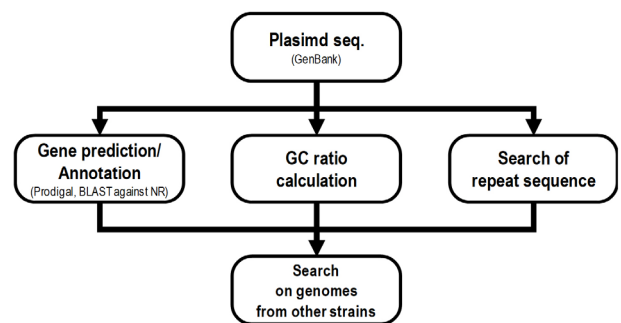 Plasimd seq.
(GenBank)
Gene prediction/
Annotation
(Prodigal, BLAST against NR)
GC ratio
calculation
Search of
repeat sequence
Search
on genomes
from other strains